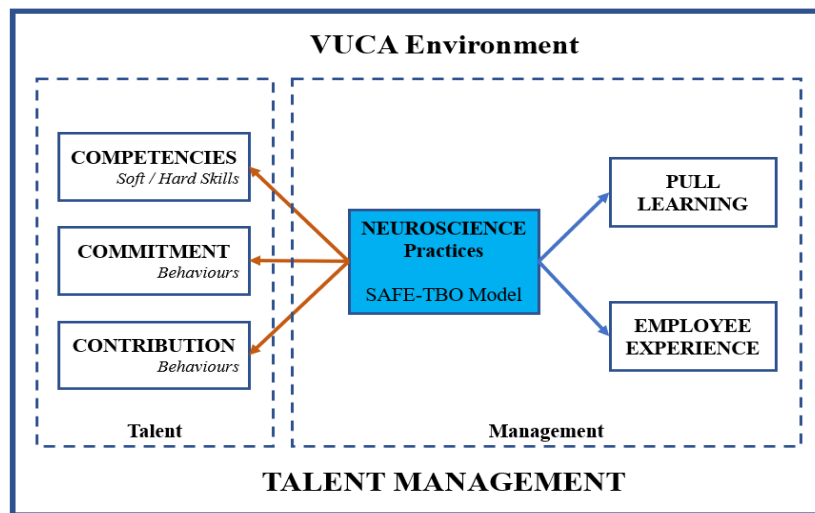 VUCA Environment
COMPETENCIES
Soft / Hard Skills
COMMITMENT
Behaviours
CONTRIBUTION
Behaviours
Talent
NEUROSCIENCE
Practices
SAFE-TBO Model
PULL
LEARNING
EMPLOYEE
EXPERIENCE
Management
TALENT MANAGEMENT